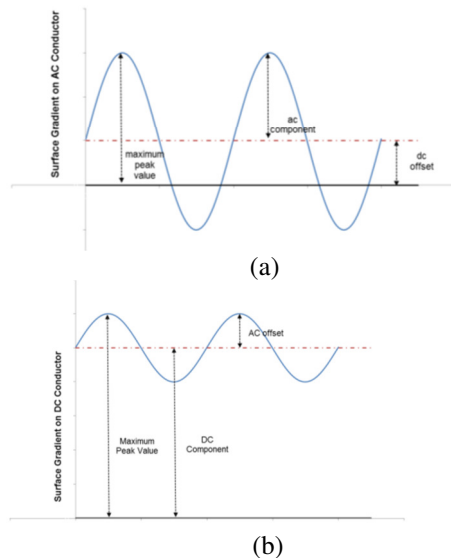 Surface Gradient on AC Conductor
maximum
peak
value
ac
component
dc
offset
(a)
Surface Gradient on DC Conductor
AC offset
Maximum
Peak Value
DC
Component
(b)